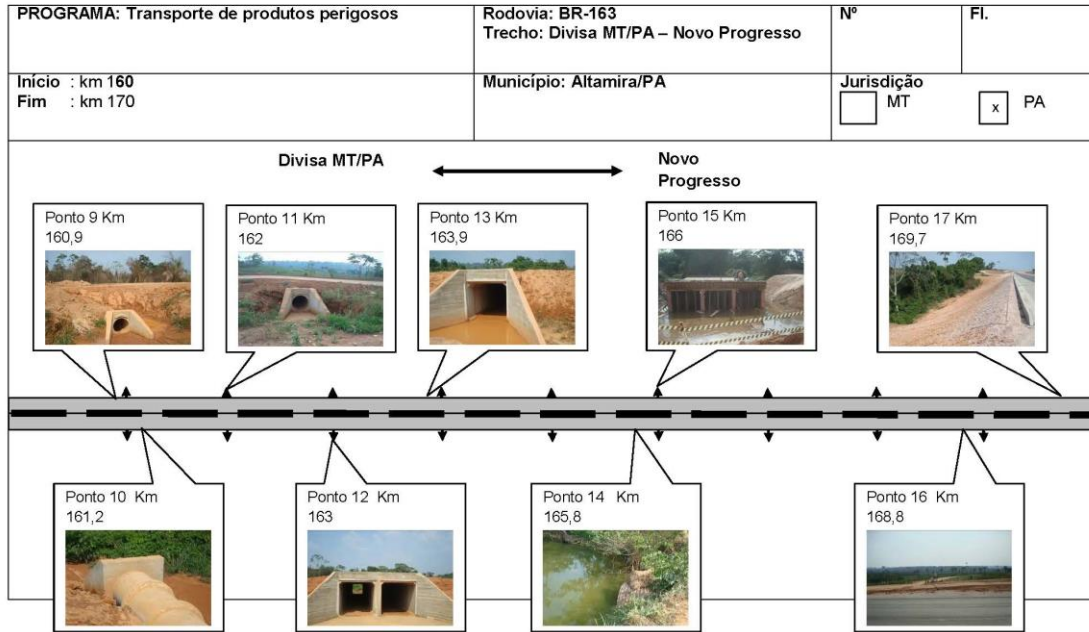 PROGRAMA: Transporte de produtos perigosos
Rodovia: BR-163
Trecho: Divisa MT/PA – Novo Progresso
Nº
Fl.
Início : km 160
Fim : km 170
Município: Altamira/PA
Jurisdição
MT
x PA
Divisa MT/PA
Novo
Progresso
Ponto 9 Km
160,9
Ponto 11 Km
162
Ponto 13 Km
163,9
Ponto 15 Km
166
Ponto 17 Km
169,7
Ponto 10 Km
161,2
Ponto 12 Km
163
Ponto 14 Km
165,8
Ponto 16 Km
168,8